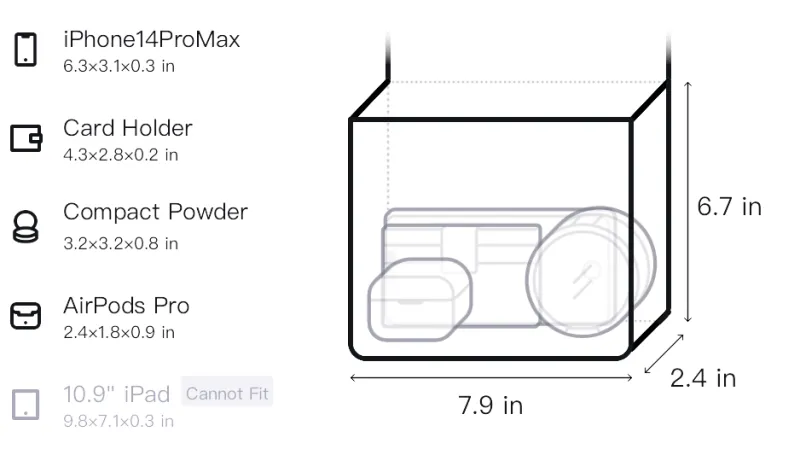 iPhone14ProMax
6.3×3.1×0.3 in
Card Holder
4.3×2.8×0.2 in
Compact Powder
3.2×3.2×0.8 in
AirPods Pro
2.4×1.8×0.9 in
10.9" iPad Cannot Fit
9.8×7.1×0.3 in
6.7 in
2.4 in
7.9 in